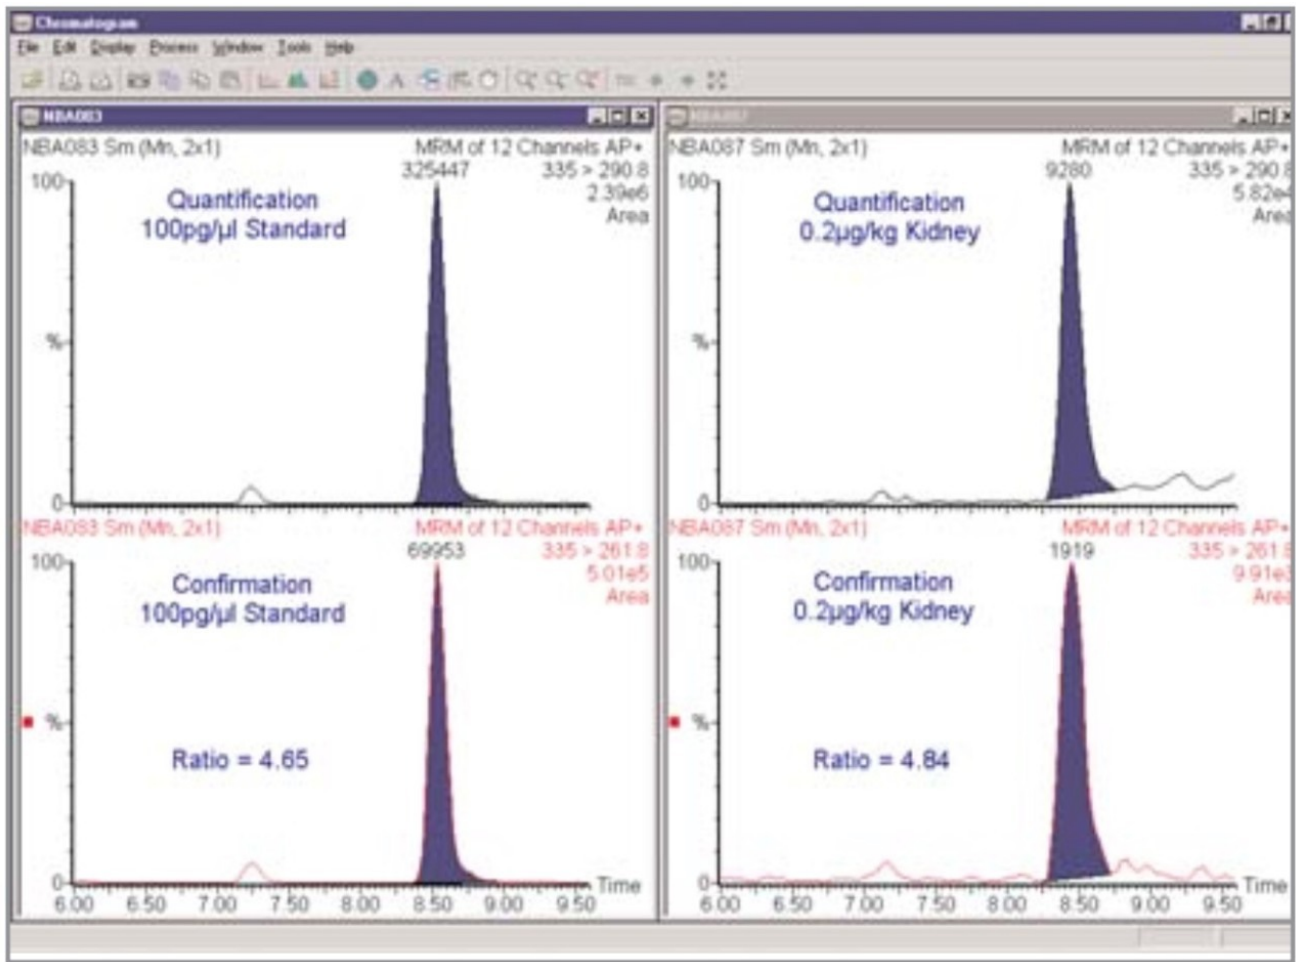 Chromatogram
File Edit Display Process Window Tools Help
NBA083
NBA083 Sm (Mn, 2x1)
MRM of 12 Channels AP+
325447
335 > 290.8
2.39e6
Area
100
Quantification
100pg/µl Standard
%
0
NBA083 Sm (Mn, 2x1)
MRM of 12 Channels AP+
69953
335 > 261.8
5.01e5
Area
100
Confirmation
100pg/µl Standard
%
Ratio = 4.65
0
Time
6.00 6.50 7.00 7.50 8.00 8.50 9.00 9.50
NBA087
NBA087 Sm (Mn, 2x1)
MRM of 12 Channels AP+
9280
335 > 290.8
5.82e4
Area
100
Quantification
0.2µg/kg Kidney
%
0
NBA087 Sm (Mn, 2x1)
MRM of 12 Channels AP+
1919
335 > 261.8
9.91e3
Area
100
Confirmation
0.2µg/kg Kidney
%
Ratio = 4.84
0
Time
6.00 6.50 7.00 7.50 8.00 8.50 9.00 9.50